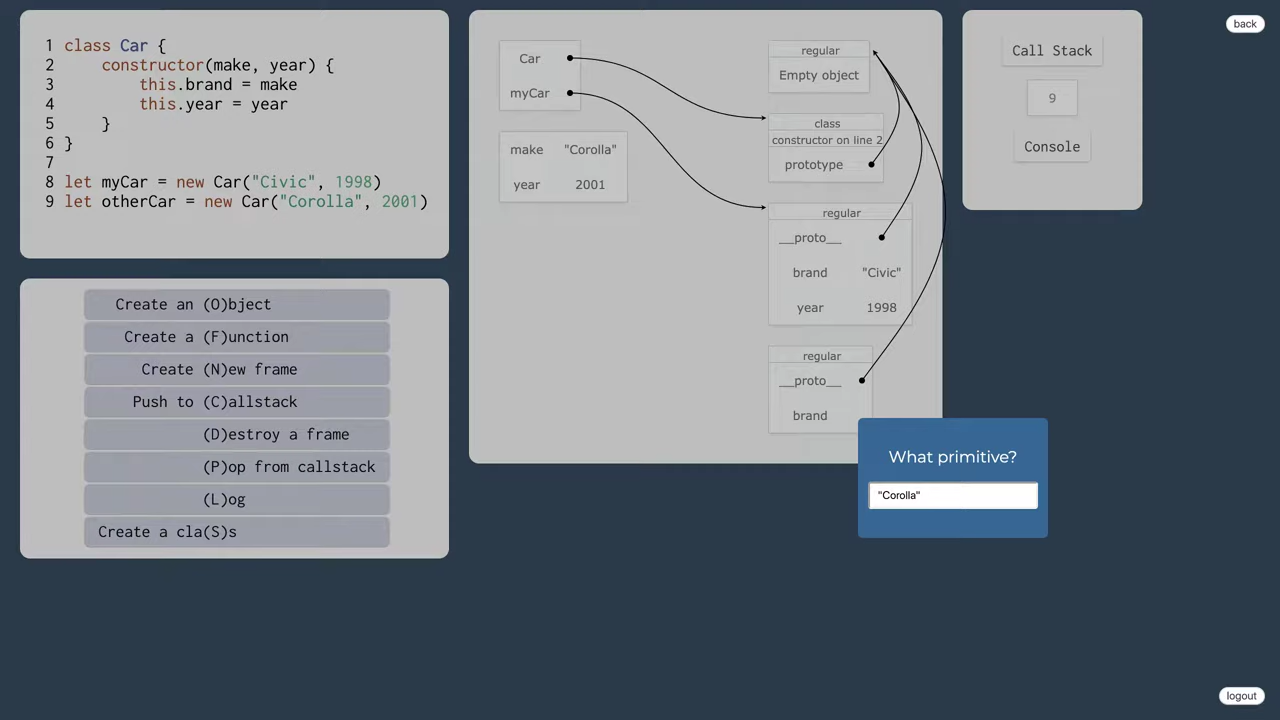 1 class Car {
2 constructor(make, year) {
3 this.brand = make
4 this.year = year
5 }
6 }
7
8 let myCar = new Car("Civic", 1998)
9 let otherCar = new Car("Corolla", 2001)
Create an (O)bject
Create a (F)unction
Create (N)ew frame
Push to (C)allstack
(D)estroy a frame
(P)op from callstack
(L)og
Create a cla(S)s
Car
myCar
make "Corolla"
year 2001
regular
Empty object
class
constructor on line 2
prototype
regular
__proto__
brand "Civic"
year 1998
regular
__proto__
brand
What primitive?
"Corolla"
Call Stack
9
Console
back
logout